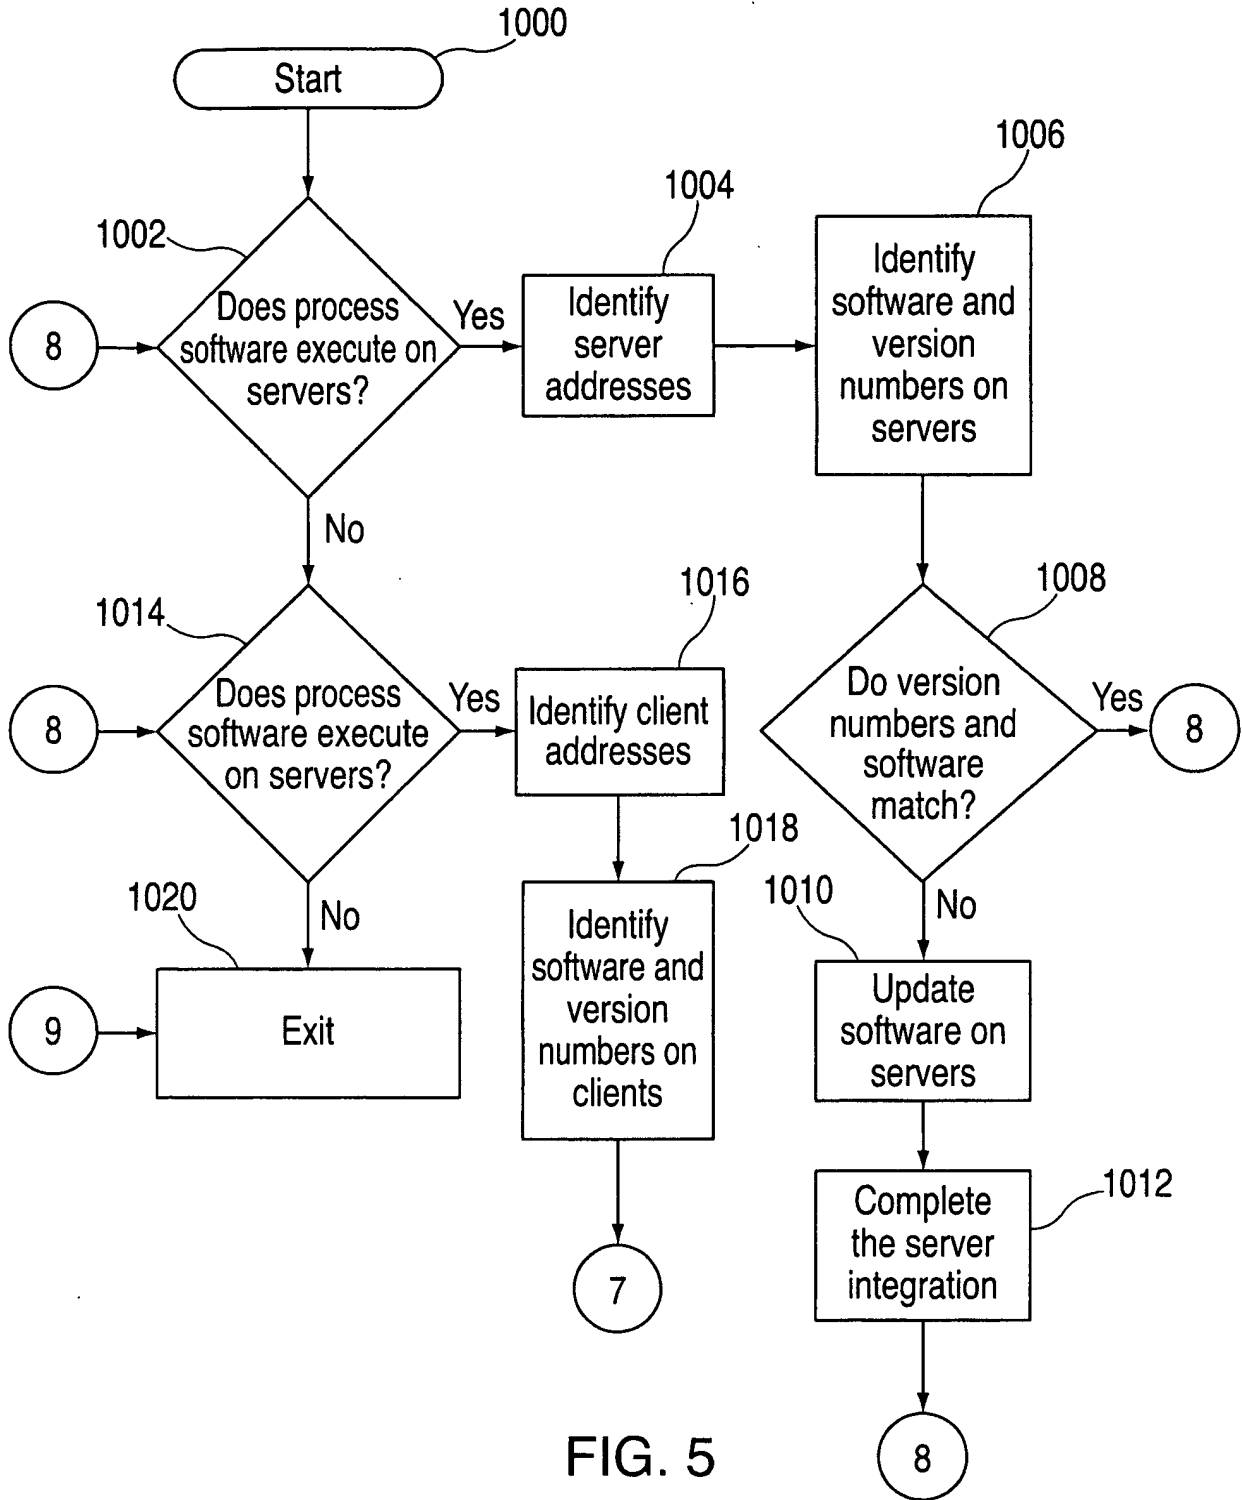 1000
Start
1002
8
Does process
software execute on
servers?
Yes
1004
Identify
server
addresses
1006
Identify
software and
version
numbers on
servers
No
1014
8
Does process
software execute
on servers?
Yes
1016
Identify client
addresses
1008
Do version
numbers and
software
match?
Yes
8
No
1020
9
Exit
1018
Identify
software and
version
numbers on
clients
7
No
1010
Update
software on
servers
1012
Complete
the server
integration
8
FIG. 5